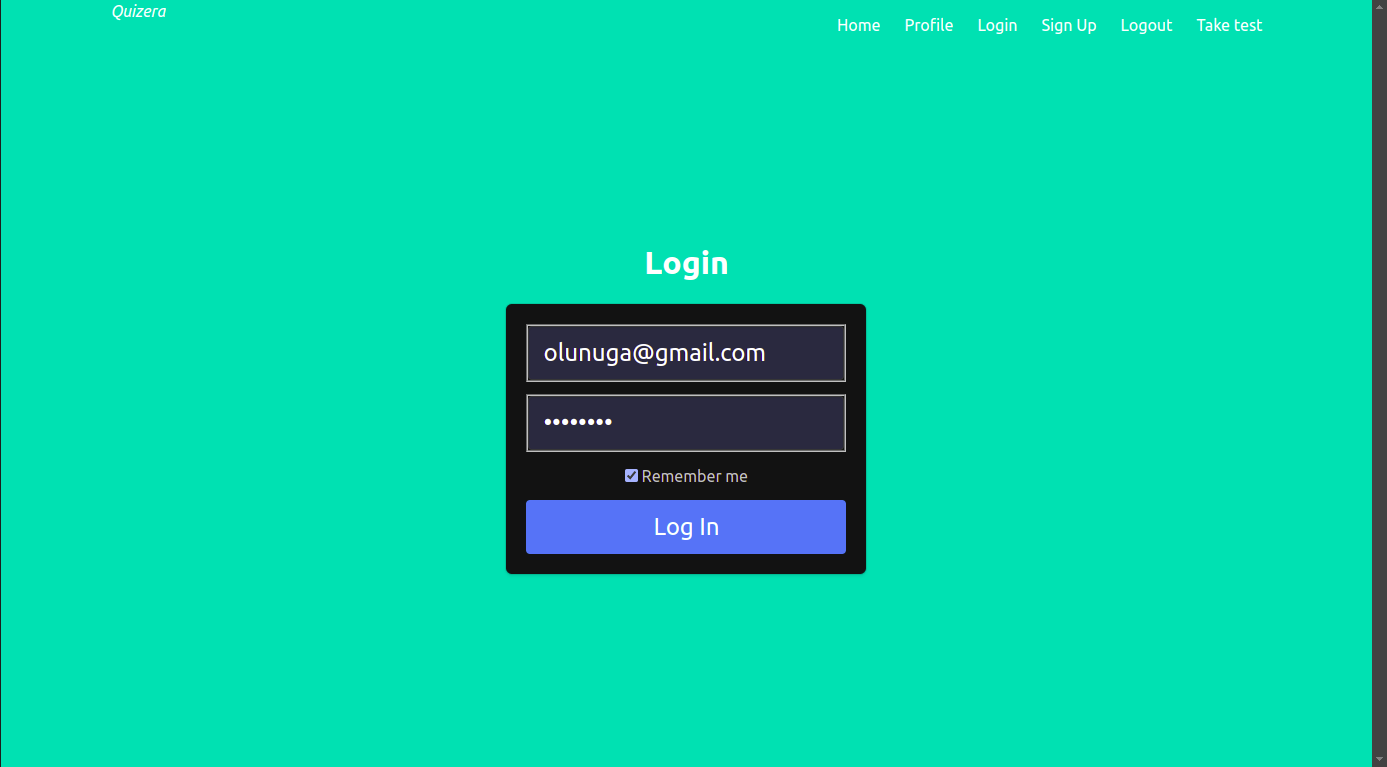 Quizera
Home Profile Login Sign Up Logout Take test
Login
olunuga@gmail.com
••••••••
Remember me
Log In